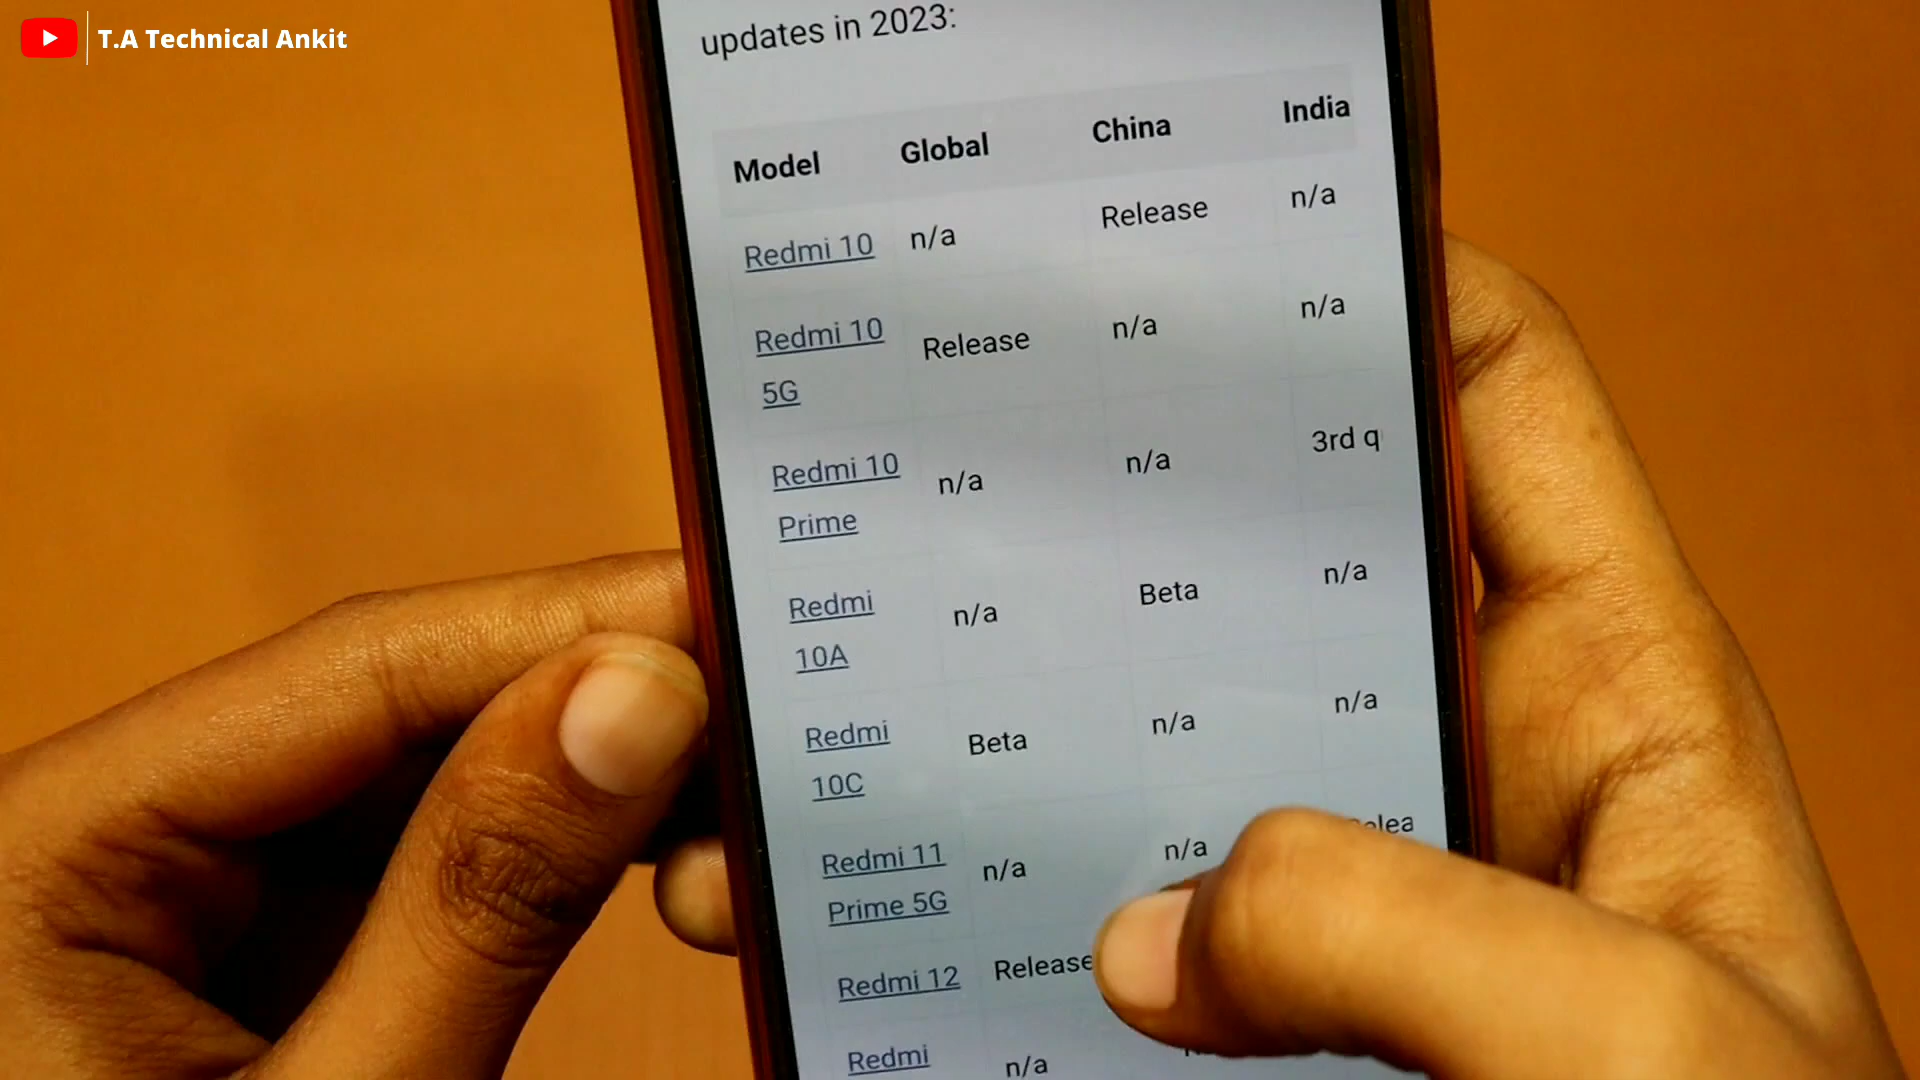 T.A Technical Ankit
updates in 2023:
Model Global China India
Redmi 10 n/a Release n/a
Redmi 10
5G Release n/a n/a
Redmi 10
Prime n/a n/a 3rd q
Redmi
10A n/a Beta n/a
Redmi
10C Beta n/a n/a
Redmi 11
Prime 5G n/a n/a
Redmi 12 Release
Redmi n/a